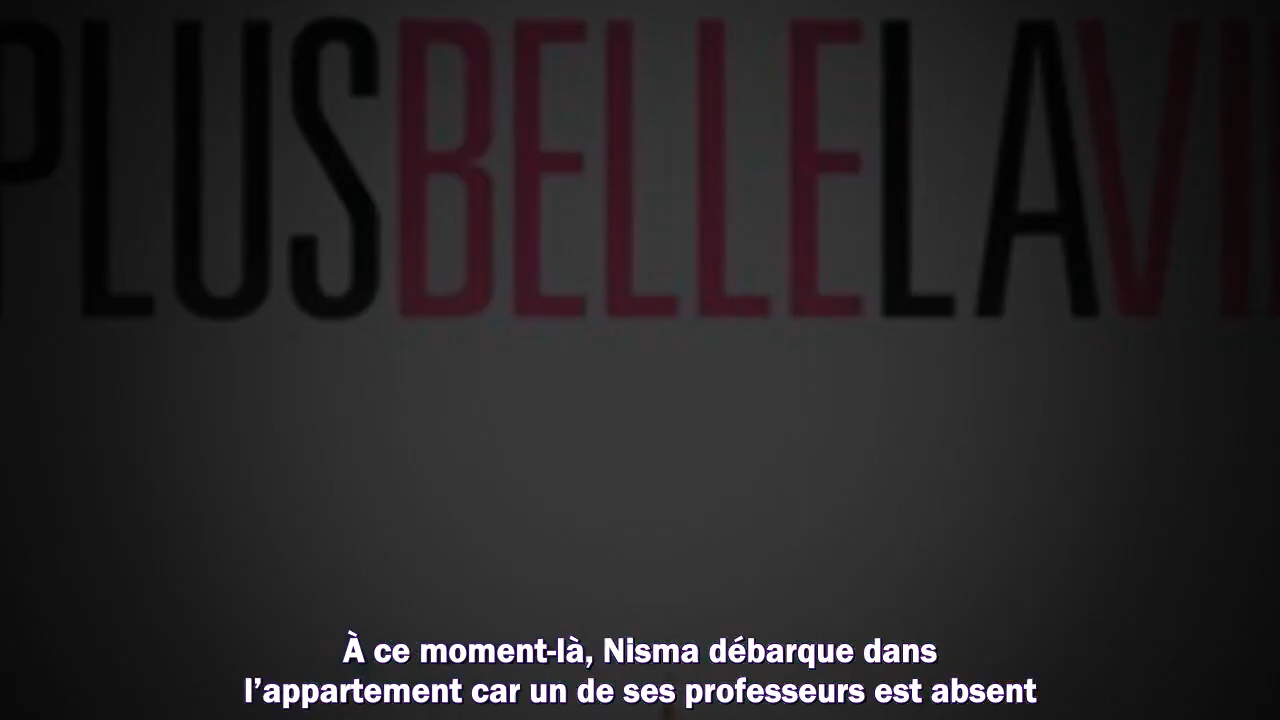 PLUSBELLELAVI
À ce moment-là, Nisma débarque dans
l’appartement car un de ses professeurs est absent